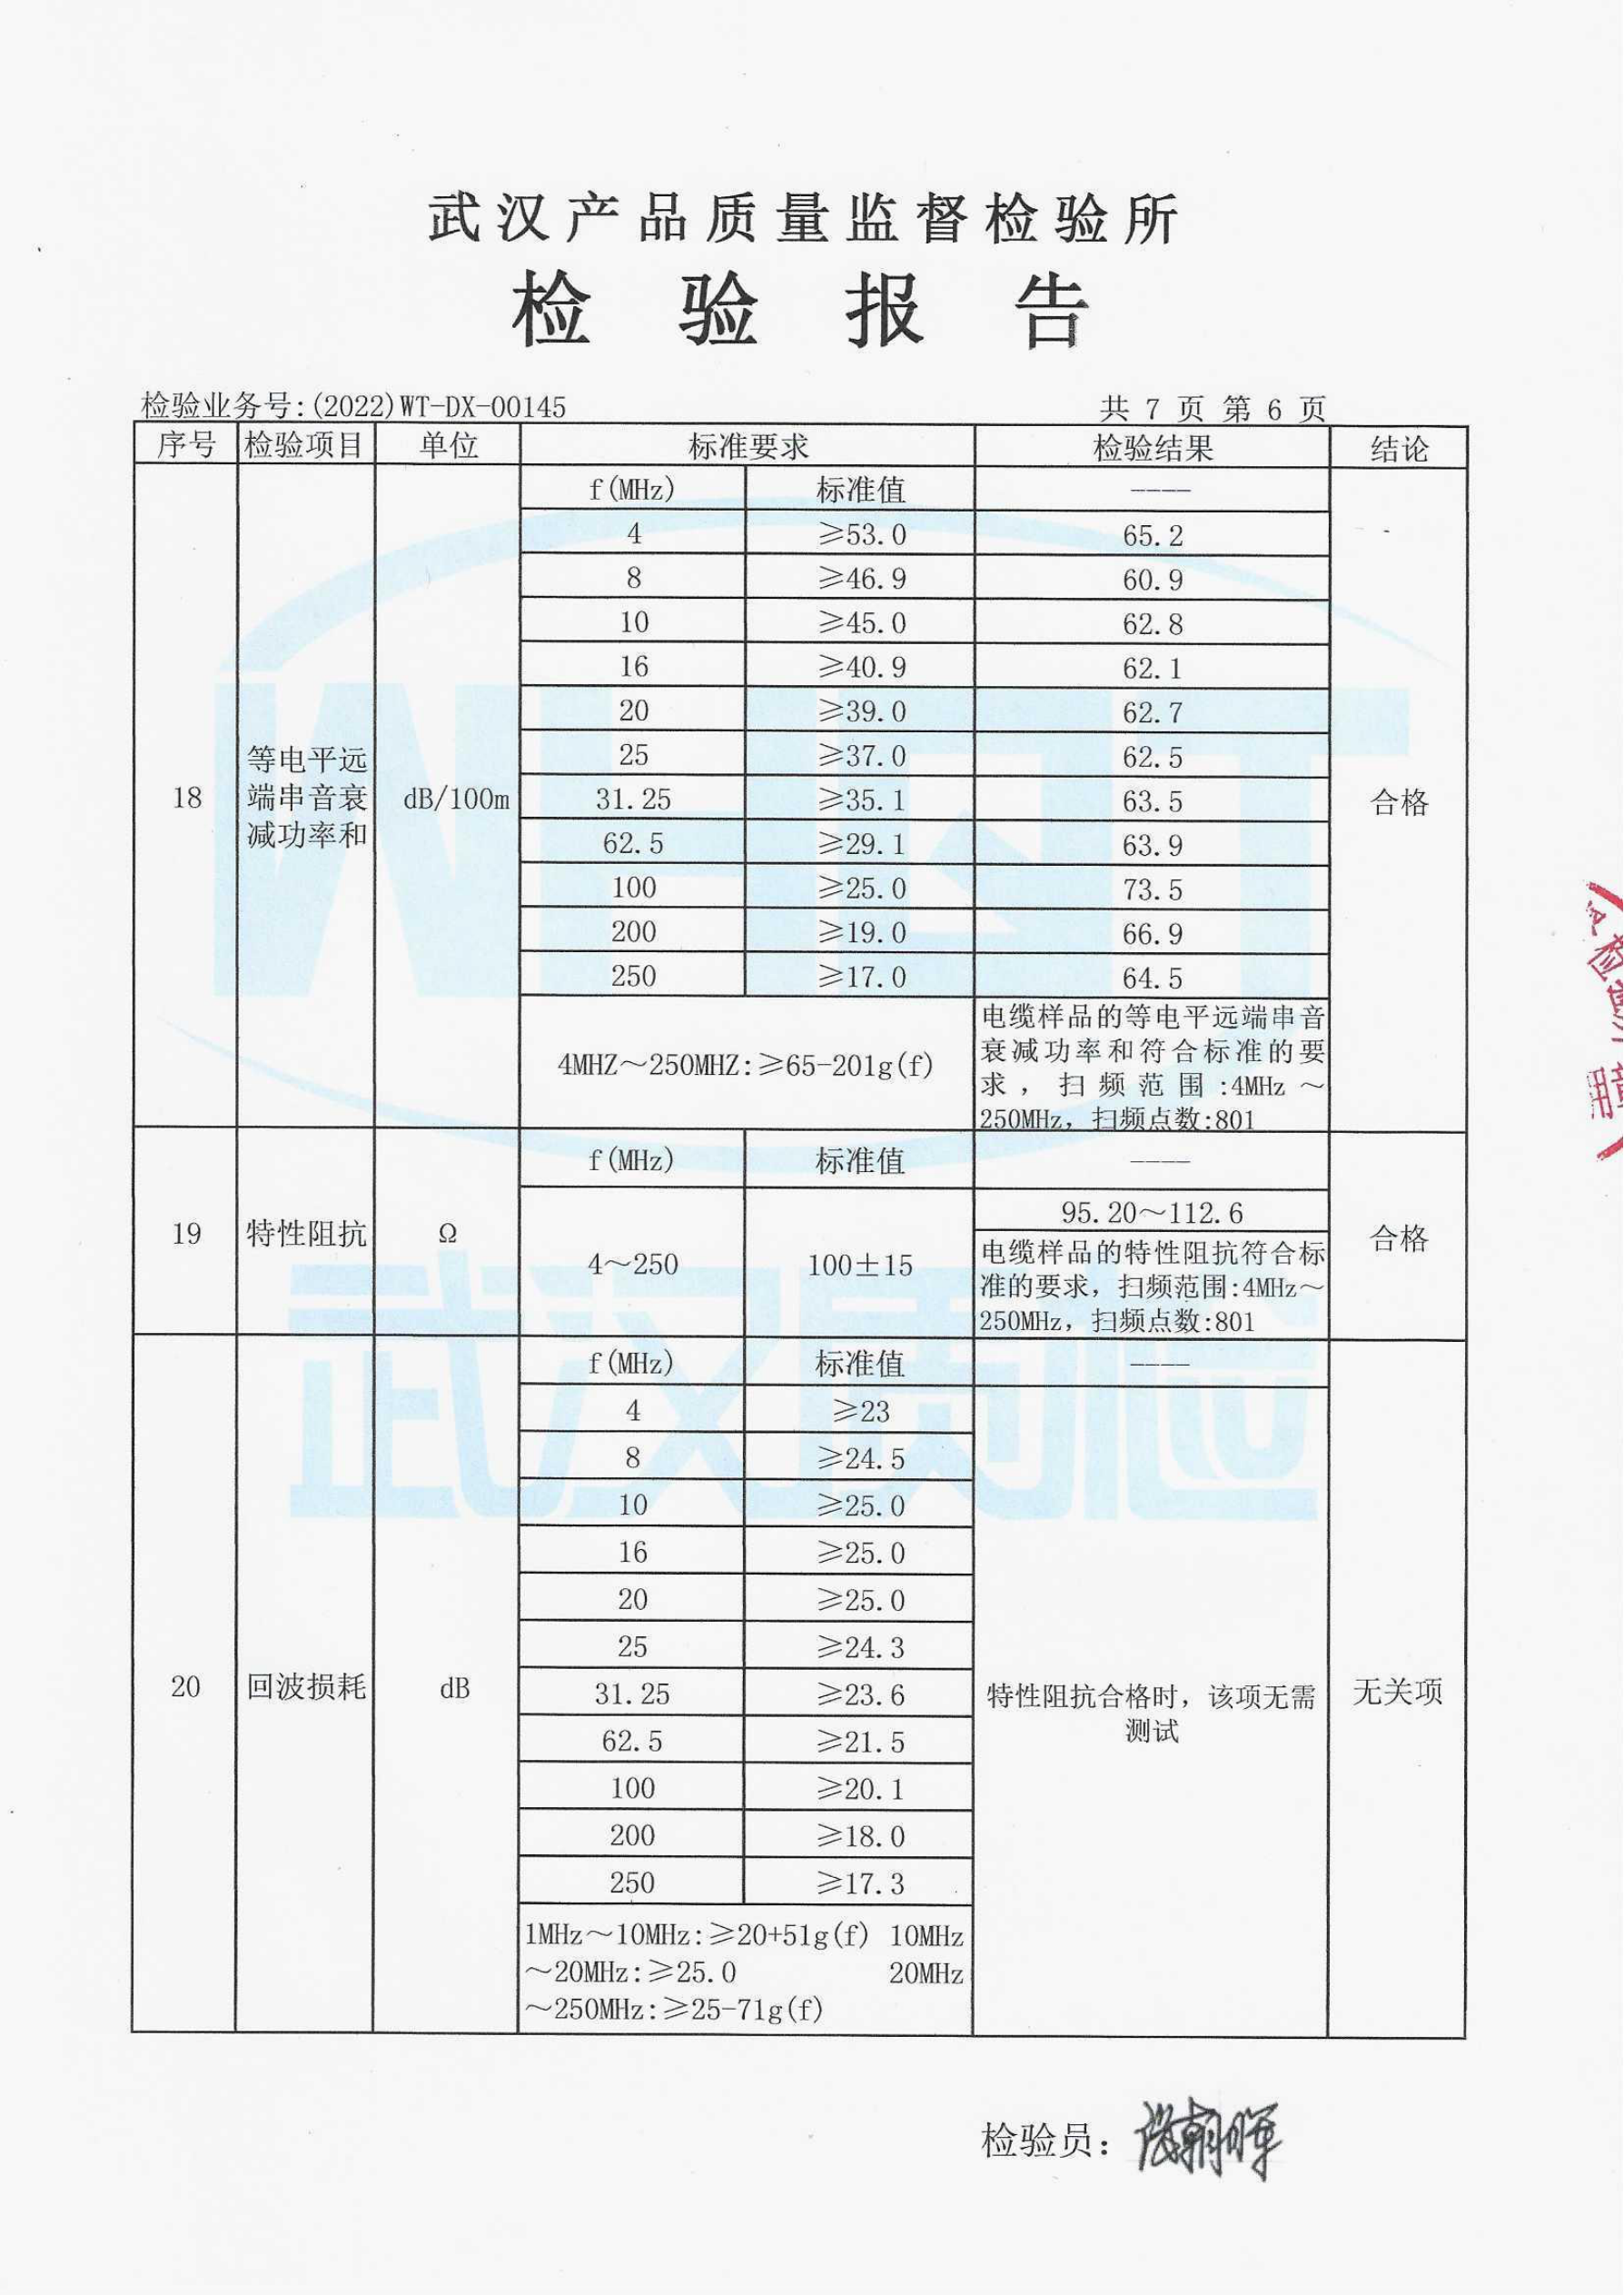 武汉产品质量监督检验所
检验报告
检验业务号:(2022)WT-DX-00145 共 7 页 第 6 页
序号 检验项目 单位 标准要求 检验结果 结论
f(MHz) 标准值 ————
4 ≥53.0 65.2
8 ≥46.9 60.9
10 ≥45.0 62.8
16 ≥40.9 62.1
20 ≥39.0 62.7
25 ≥37.0 62.5
18 等电平远端串音衰减功率和 dB/100m 31.25 ≥35.1 63.5 合格
62.5 ≥29.1 63.9
100 ≥25.0 73.5
200 ≥19.0 66.9
250 ≥17.0 64.5
4MHZ~250MHZ:≥65-201g(f)
电缆样品的等电平远端串音
衰减功率和符合标准的要
求，扫频范围:4MHz~
250MHz，扫频点数:801
f(MHz) 标准值 ————
19 特性阻抗 Ω 4~250 100±15 95.20~112.6 合格
电缆样品的特性阻抗符合标
准的要求，扫频范围:4MHz~
250MHz，扫频点数:801
f(MHz) 标准值 ————
4 ≥23
8 ≥24.5
10 ≥25.0
16 ≥25.0
20 ≥25.0
25 ≥24.3
20 回波损耗 dB 31.25 ≥23.6 特性阻抗合格时，该项无需 无关项
测试
62.5 ≥21.5
100 ≥20.1
200 ≥18.0
250 ≥17.3
1MHz~10MHz:≥20+51g(f) 10MHz
~20MHz:≥25.0 20MHz
~250MHz:≥25-71g(f)
检验员:
WHQT
武汉质检